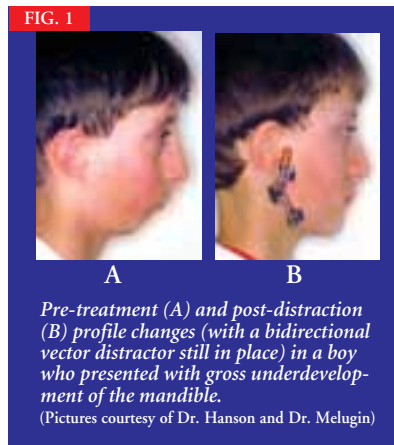 FIG. 1
A B
Pre-treatment (A) and post-distraction
(B) profile changes (with a bidirectional
vector distractor still in place) in a boy
who presented with gross underdevelop-
ment of the mandible.
(Pictures courtesy of Dr. Hanson and Dr. Melugin)